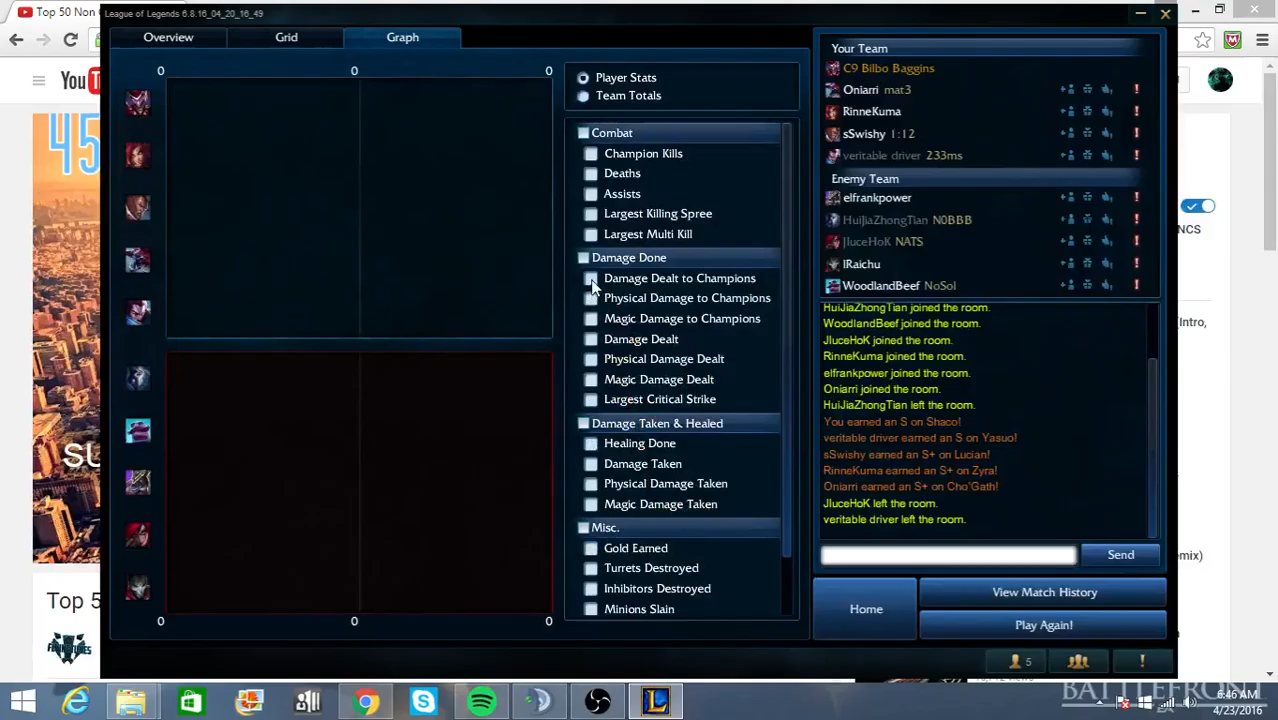 Top 50 Non
League of Legends 6.8.16_04_20_16_49
Overview
Grid
Graph
You
45
SU
Top 5
0
0
0
0
0
0
Player Stats
Team Totals
Combat
Champion Kills
Deaths
Assists
Largest Killing Spree
Largest Multi Kill
Damage Done
Damage Dealt to Champions
Physical Damage to Champions
Magic Damage to Champions
Damage Dealt
Physical Damage Dealt
Magic Damage Dealt
Largest Critical Strike
Damage Taken & Healed
Healing Done
Damage Taken
Physical Damage Taken
Magic Damage Taken
Misc.
Gold Earned
Turrets Destroyed
Inhibitors Destroyed
Minions Slain
Your Team
C9 Bilbo Baggins
Oniarri mat3
RinneKuma
sSwishy 1:12
veritable driver 233ms
Enemy Team
elfrankpower
HuiJiaZhongTian N0BBB
JluceHoK NATS
lRaichu
WoodlandBeef NoSol
HuiJiaZhongTian joined the room.
WoodlandBeef joined the room.
JluceHoK joined the room.
RinneKuma joined the room.
elfrankpower joined the room.
Oniarri joined the room.
HuiJiaZhongTian left the room.
You earned an S on Shaco!
veritable driver earned an S on Yasuo!
sSwishy earned an S+ on Lucian!
RinneKuma earned an S+ on Zyra!
Oniarri earned an S+ on Cho'Gath!
JluceHoK left the room.
veritable driver left the room.
Send
Home
View Match History
Play Again!
5
NCS
(Intro,
emix)
BATTLEFRONT
6:46 AM
4/23/2016